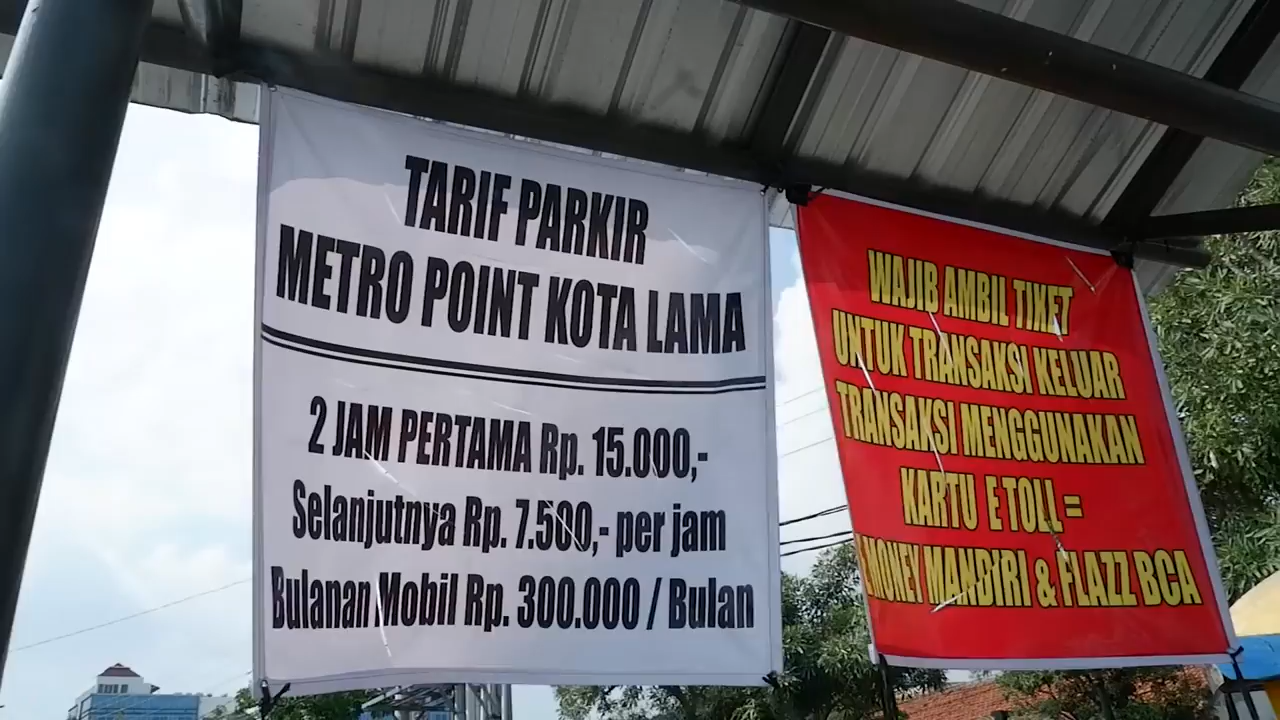 TARIF PARKIR
METRO POINT KOTA LAMA
2 JAM PERTAMA Rp. 15.000,-
Selanjutnya Rp. 7.500,- per jam
Bulanan Mobil Rp. 300.000 / Bulan
WAJIB AMBIL TIKET
UNTUK TRANSAKSI KELUAR
TRANSAKSI MENGGUNAKAN
KARTU E TOLL =
EMONEY MANDIRI & FLAZZ BCA